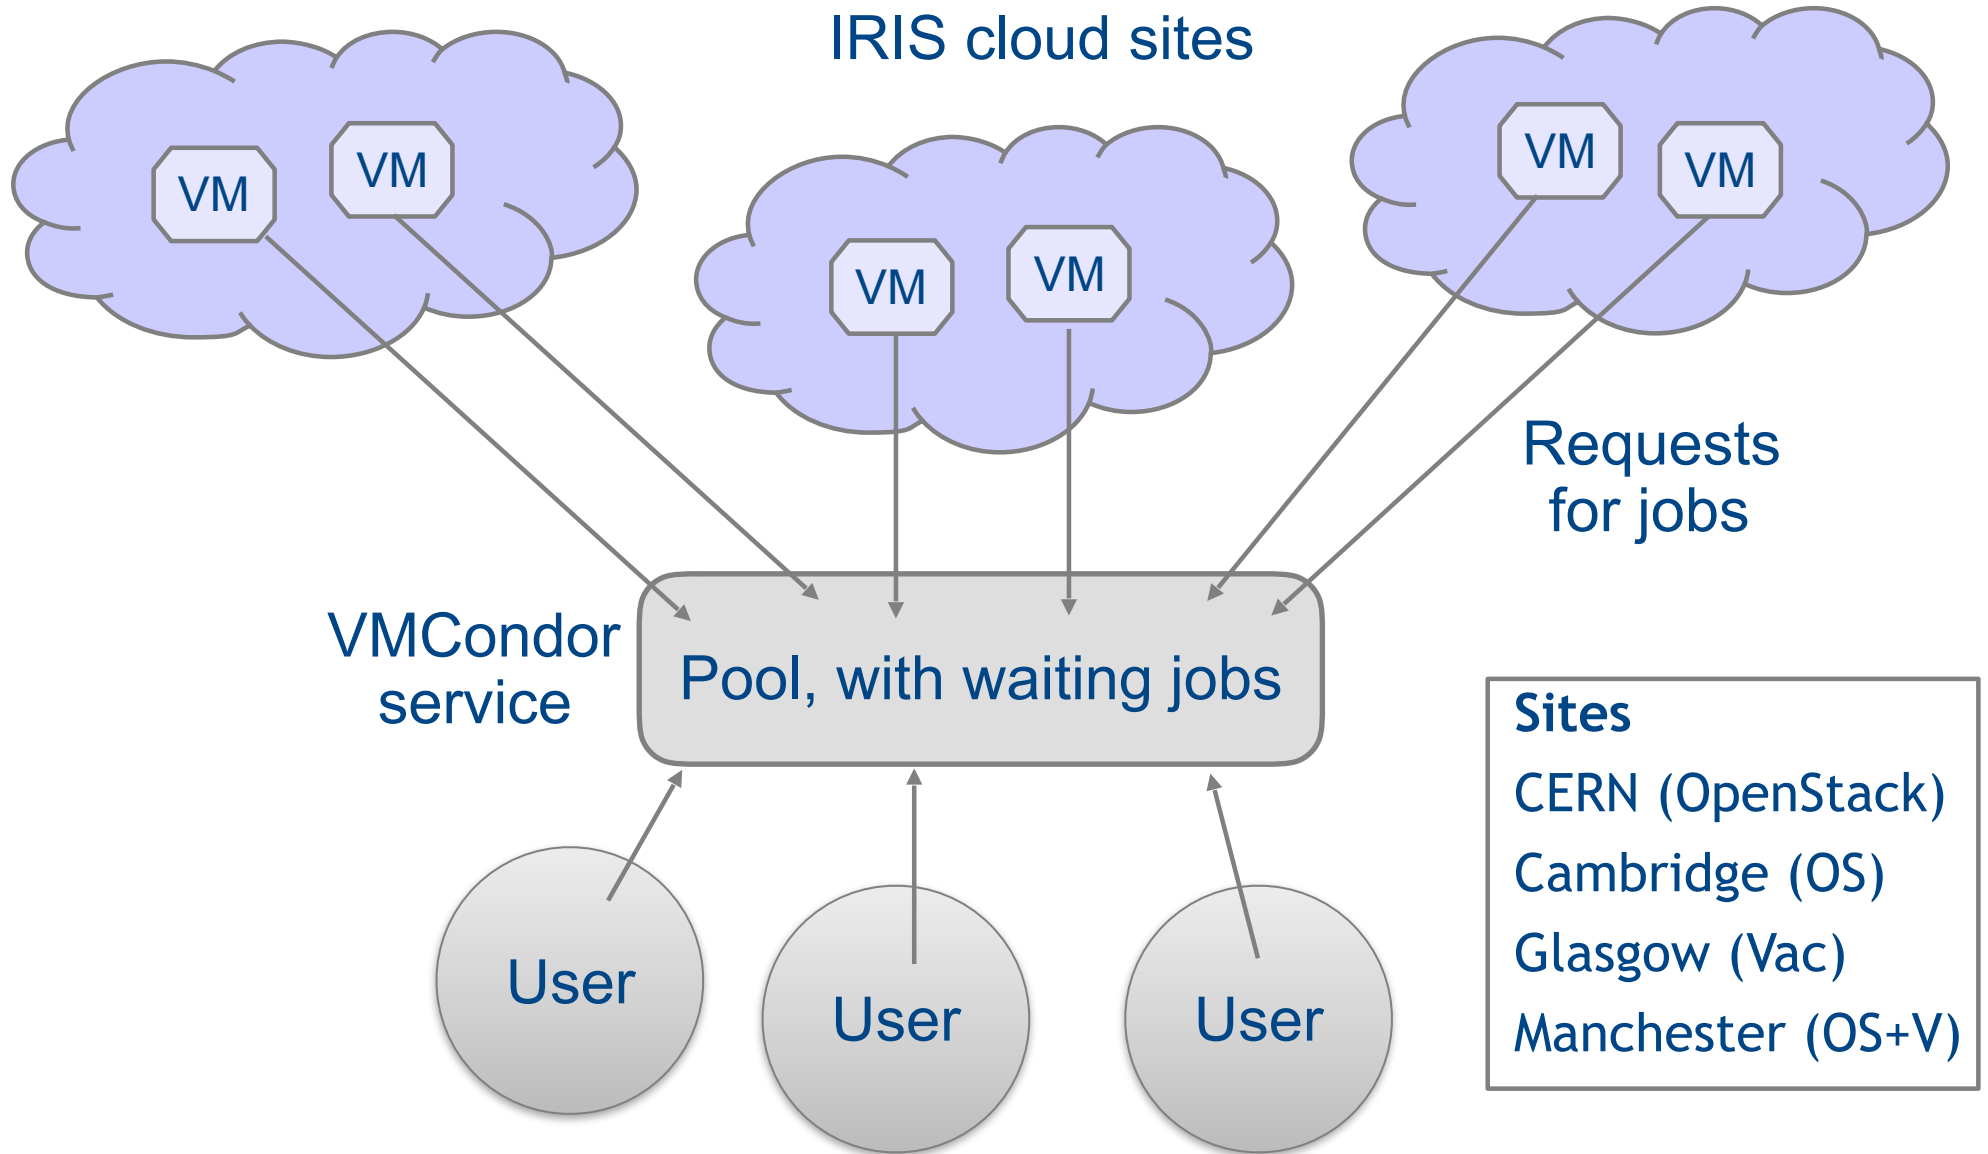 IRIS cloud sites
VM
VM
VM
VM
VM
VM
Requests
for jobs
VMCondor
service
Pool, with waiting jobs
Sites
CERN (OpenStack)
Cambridge (OS)
Glasgow (Vac)
Manchester (OS+V)
User
User
User